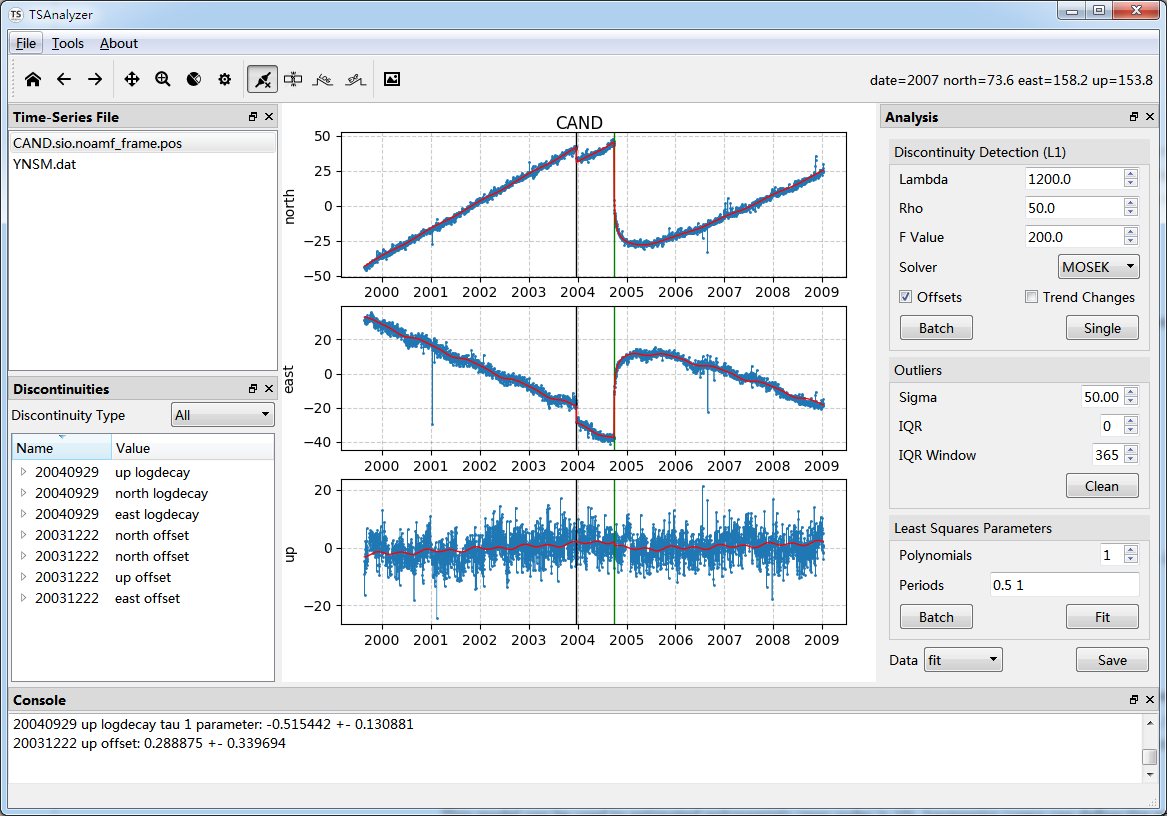 TS TSAnalyzer
File Tools About
date=2007 north=73.6 east=158.2 up=153.8
Time-Series File
CAND.sio.noamf_frame.pos
YNSM.dat
Discontinuities
Discontinuity Type All
Name Value
20040929 up logdecay
20040929 north logdecay
20040929 east logdecay
20031222 north offset
20031222 north offset
20031222 up offset
20031222 east offset
CAND
north
50
25
0
−25
−50
2000 2001 2002 2003 2004 2005 2006 2007 2008 2009
east
20
0
−20
−40
2000 2001 2002 2003 2004 2005 2006 2007 2008 2009
up
20
0
−20
2000 2001 2002 2003 2004 2005 2006 2007 2008 2009
Analysis
Discontinuity Detection (L1)
Lambda 1200.0
Rho 50.0
F Value 200.0
Solver MOSEK
Offsets Trend Changes
Batch Single
Outliers
Sigma 50.00
IQR 0
IQR Window 365
Clean
Least Squares Parameters
Polynomials 1
Periods 0.5 1
Batch Fit
Data fit Save
Console
20040929 up logdecay tau 1 parameter: -0.515442 +- 0.130881
20031222 up offset: 0.288875 +- 0.339694